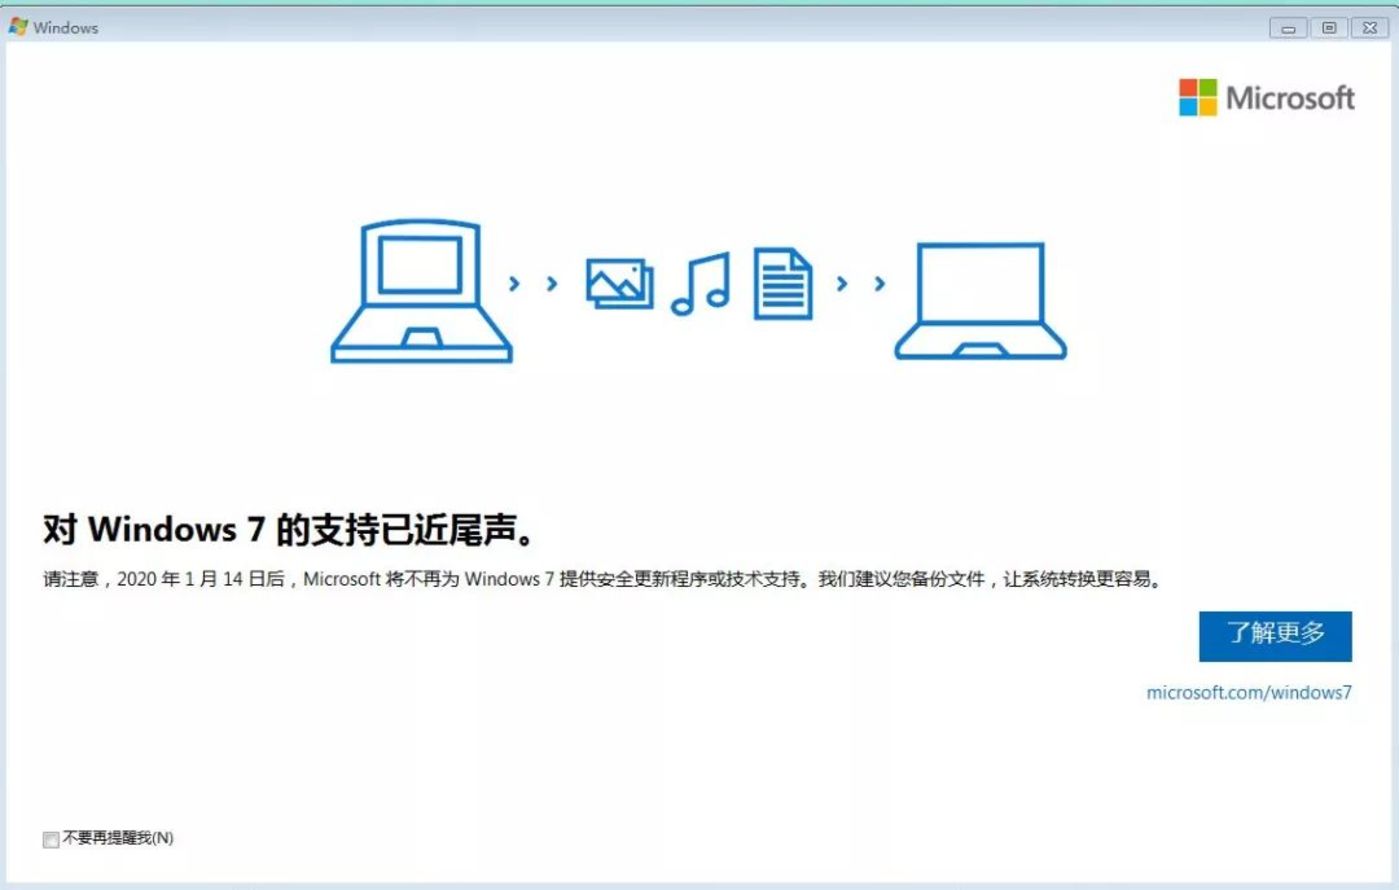 Windows
Microsoft
对 Windows 7 的支持已近尾声。
请注意，2020 年 1 月 14 日后，Microsoft 将不再为 Windows 7 提供安全更新程序或技术支持。我们建议您备份文件，让系统转换更容易。
了解更多
microsoft.com/windows7
不要再提醒我(N)